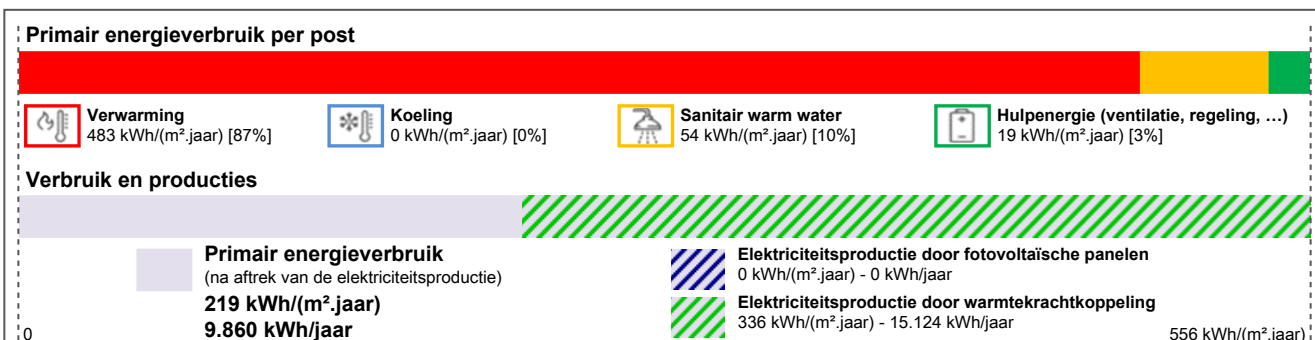 Primair energieverbruik per post
Verwarming
483 kWh/(m².jaar) [87%]
Koeling
0 kWh/(m².jaar) [0%]
Sanitair warm water
54 kWh/(m².jaar) [10%]
Hulpenergie (ventilatie, regeling, …)
19 kWh/(m².jaar) [3%]
Verbruik en producties
Primair energieverbruik
(na aftrek van de elektriciteitsproductie)
219 kWh/(m².jaar)
9.860 kWh/jaar
Elektriciteitsproductie door fotovoltaïsche panelen
0 kWh/(m².jaar) - 0 kWh/jaar
Elektriciteitsproductie door warmtekrachtkoppeling
336 kWh/(m².jaar) - 15.124 kWh/jaar
0
556 kWh/(m².jaar)